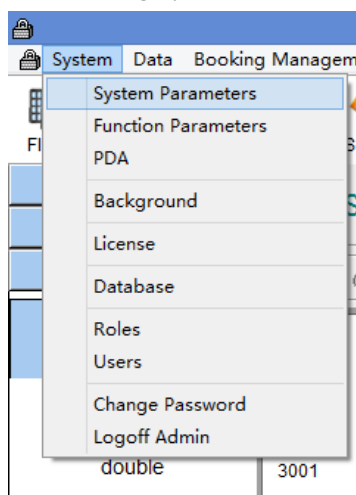 System Data Booking Managem
System Parameters
Function Parameters
PDA
Background
License
Database
Roles
Users
Change Password
Logoff Admin
double 3001